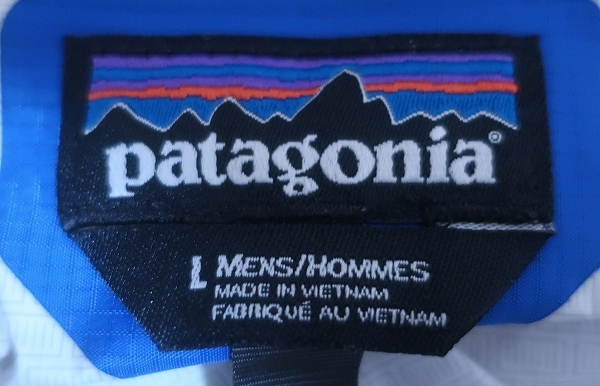 patagonia®
L MENS/HOMMES
MADE IN VIETNAM
FABRIQUÉ AU VIETNAM